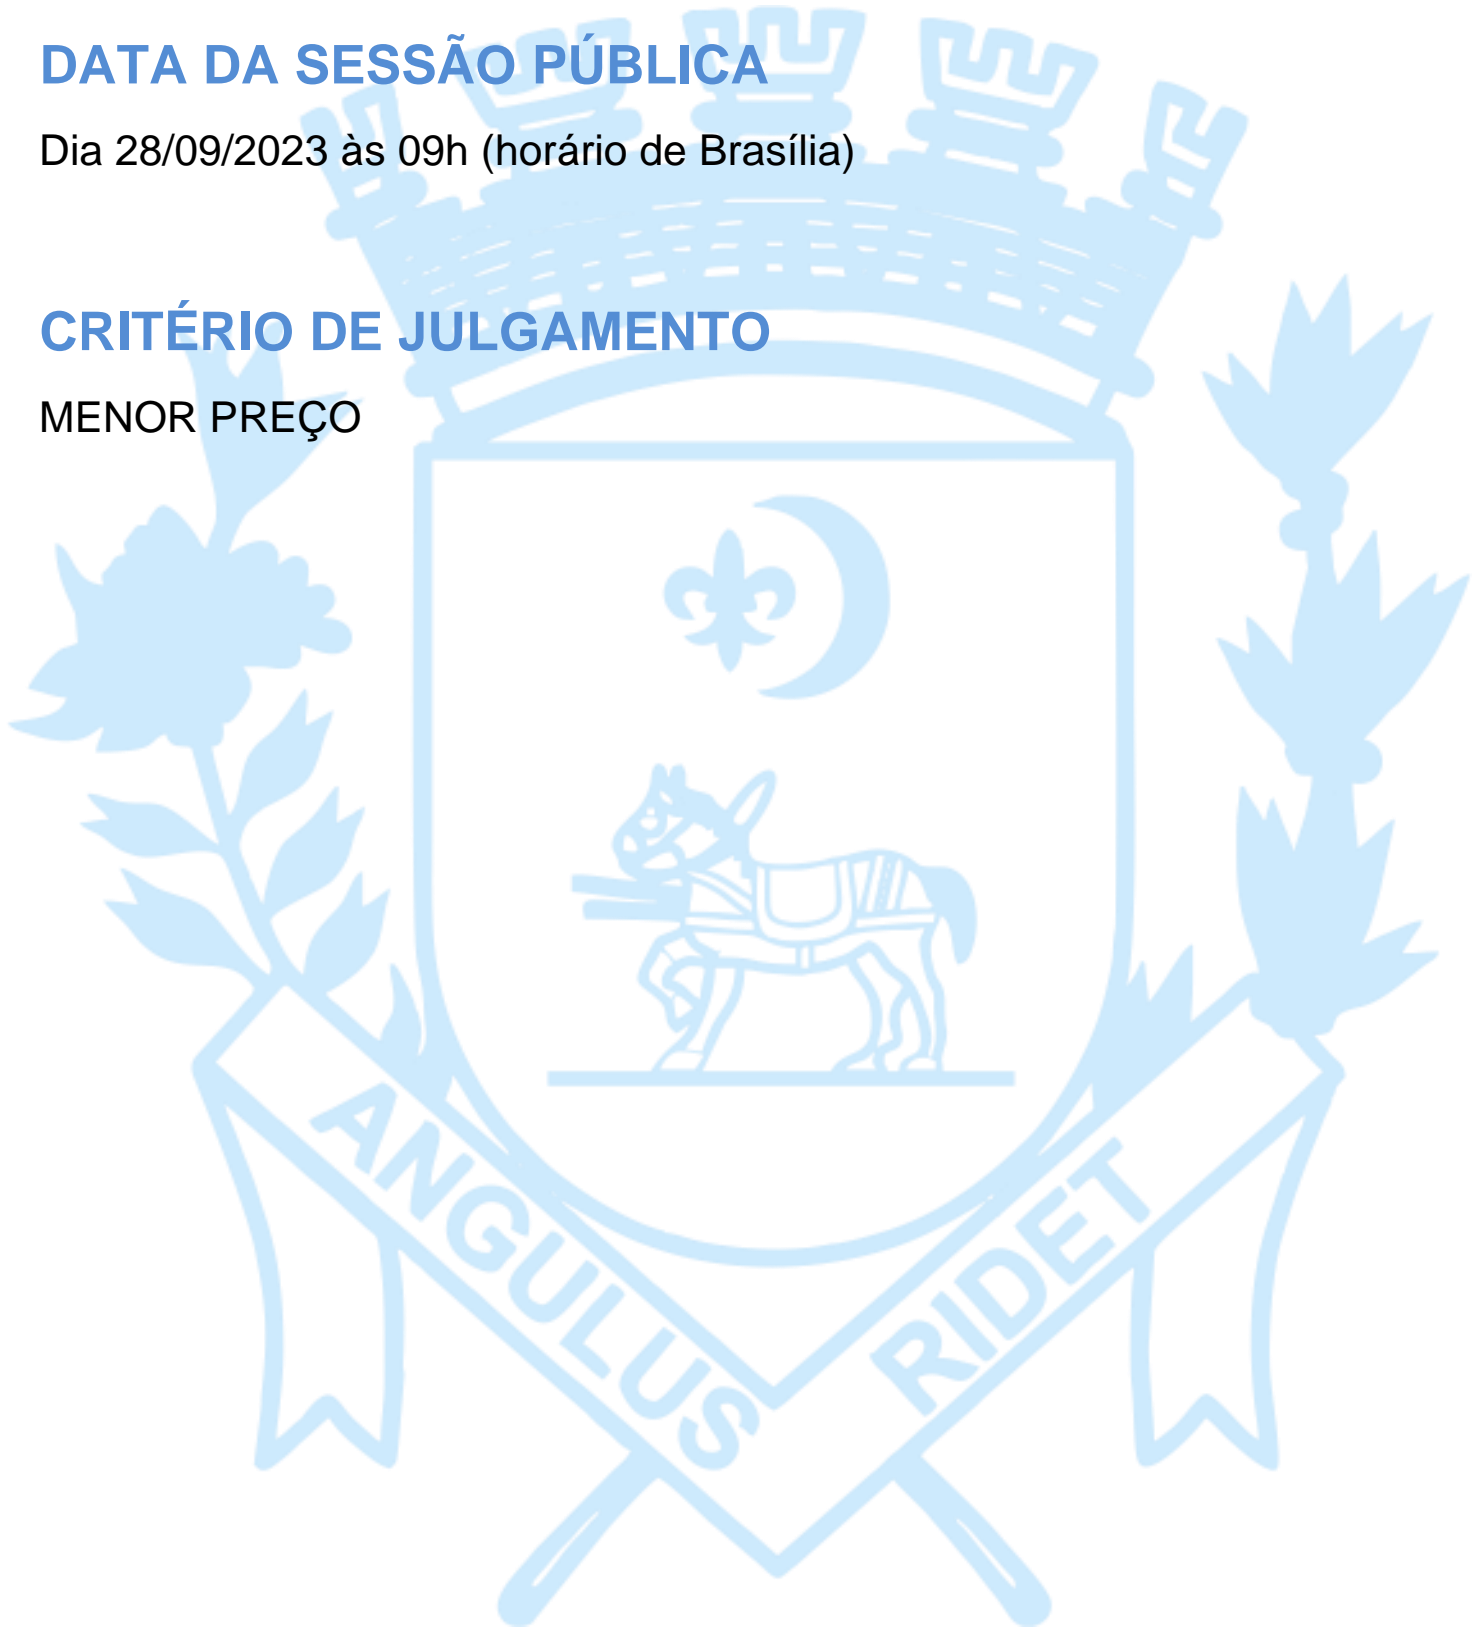 DATA DA SESSÃO PÚBLICA
Dia 28/09/2023 às 09h (horário de Brasília)
CRITÉRIO DE JULGAMENTO
MENOR PREÇO
ANGULUS RIDET